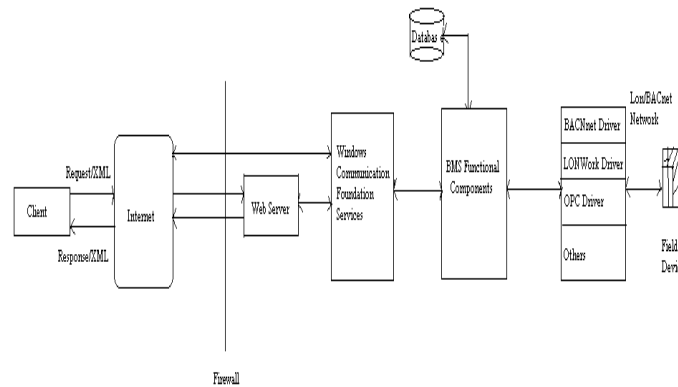 Databas
Lon/BACnet
Network
BACNnet Driver
LONWork Driver
OPC Driver
Others
Windows
Communication
Foundation
Services
BMS Functional
Components
Request/XML
Client
Internet
Web Server
Response/XML
Field
Devi
Firewall